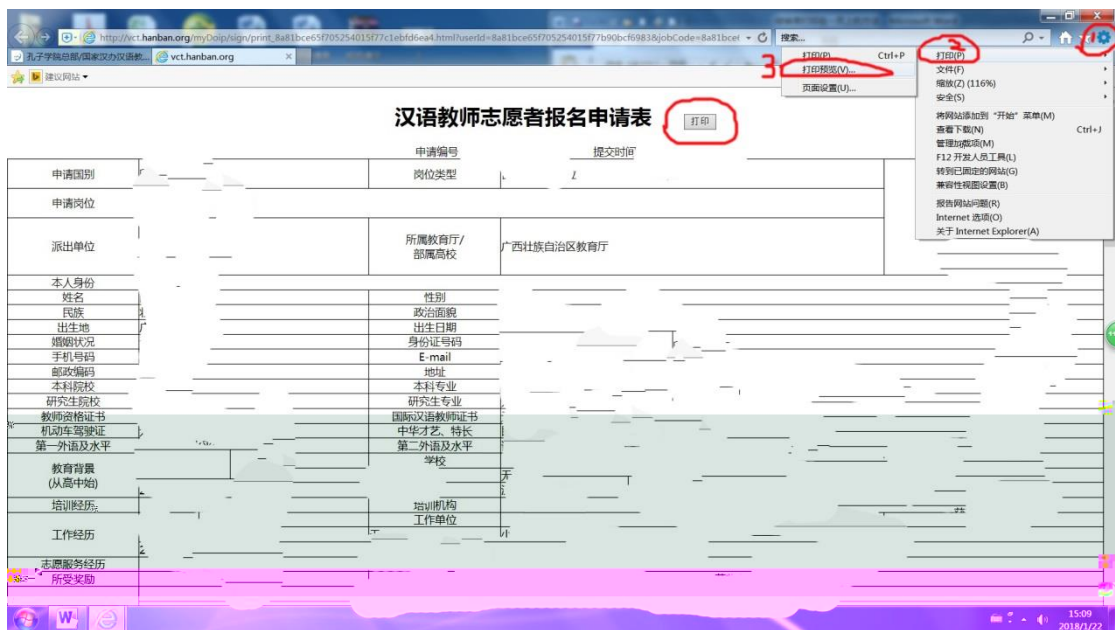 http://vct.hanban.org/myDoip/sign/print_8a81bce65f705254015f77c1ebfd6ea4.html?userId=8a81bce65f705254015f77b90bcf6983&jobCode=8a81bce6
搜索...
1
孔子学院总部/国家汉办汉语教...
vct.hanban.org
建议网站
打印(P)
Ctrl+P
3
打印预览(V)...
页面设置(U)...
2
打印(P)
文件(F)
缩放(Z) (116%)
安全(S)
将网站添加到“开始”菜单(M)
查看下载(N)
Ctrl+J
管理加载项(M)
F12 开发人员工具(L)
转到已固定的网站(G)
兼容性视图设置(B)
报告网站问题(R)
Internet 选项(O)
关于 Internet Explorer(A)
汉语教师志愿者报名申请表
打印
申请编号 提交时间
申请国别 岗位类型
申请岗位
派出单位 所属教育厅/
部属高校 广西壮族自治区教育厅
本人身份
姓名 性别
民族 政治面貌
出生地 出生日期
婚姻状况 身份证号码
手机号码 E-mail
邮政编码 地址
本科院校 本科专业
研究生院校 研究生专业
教师资格证书 国际汉语教师证书
机动车驾驶证 中华才艺、特长
第一外语及水平 第二外语及水平
教育背景
(从高中始) 学校
培训经历 培训机构
工作经历 工作单位
志愿服务经历
所受奖励
15:09
2018/1/22